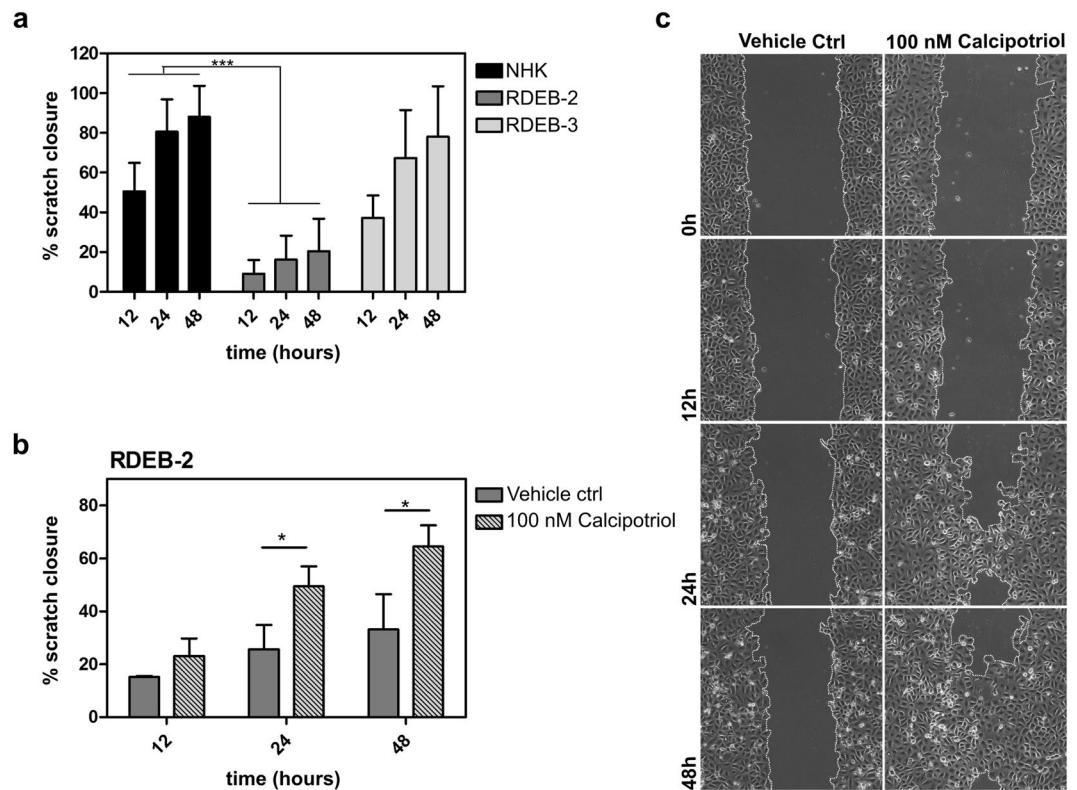 a
120
100
80
60
40
20
0
% scratch closure
***
NHK
RDEB-2
RDEB-3
12 24 48 12 24 48 12 24 48
time (hours)
b
RDEB-2
80
60
40
20
0
% scratch closure
*
*
Vehicle ctrl
100 nM Calcipotriol
12 24 48
time (hours)
c
Vehicle Ctrl 100 nM Calcipotriol
0h
12h
24h
48h